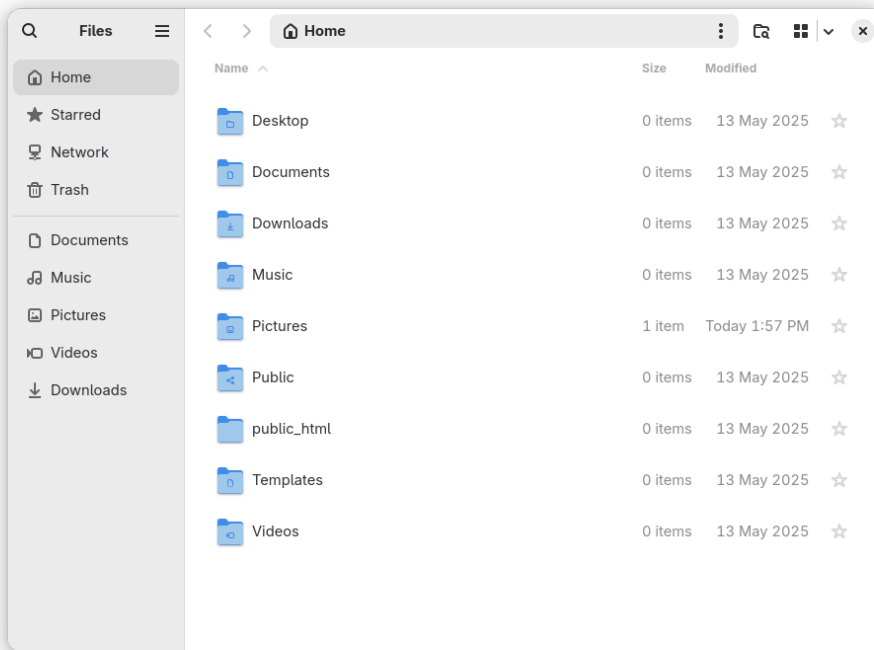 Files
Home
Name Size Modified
Home
Starred
Network
Trash
Documents
Music
Pictures
Videos
Downloads
Desktop 0 items 13 May 2025
Documents 0 items 13 May 2025
Downloads 0 items 13 May 2025
Music 0 items 13 May 2025
Pictures 1 item Today 1:57 PM
Public 0 items 13 May 2025
public_html 0 items 13 May 2025
Templates 0 items 13 May 2025
Videos 0 items 13 May 2025